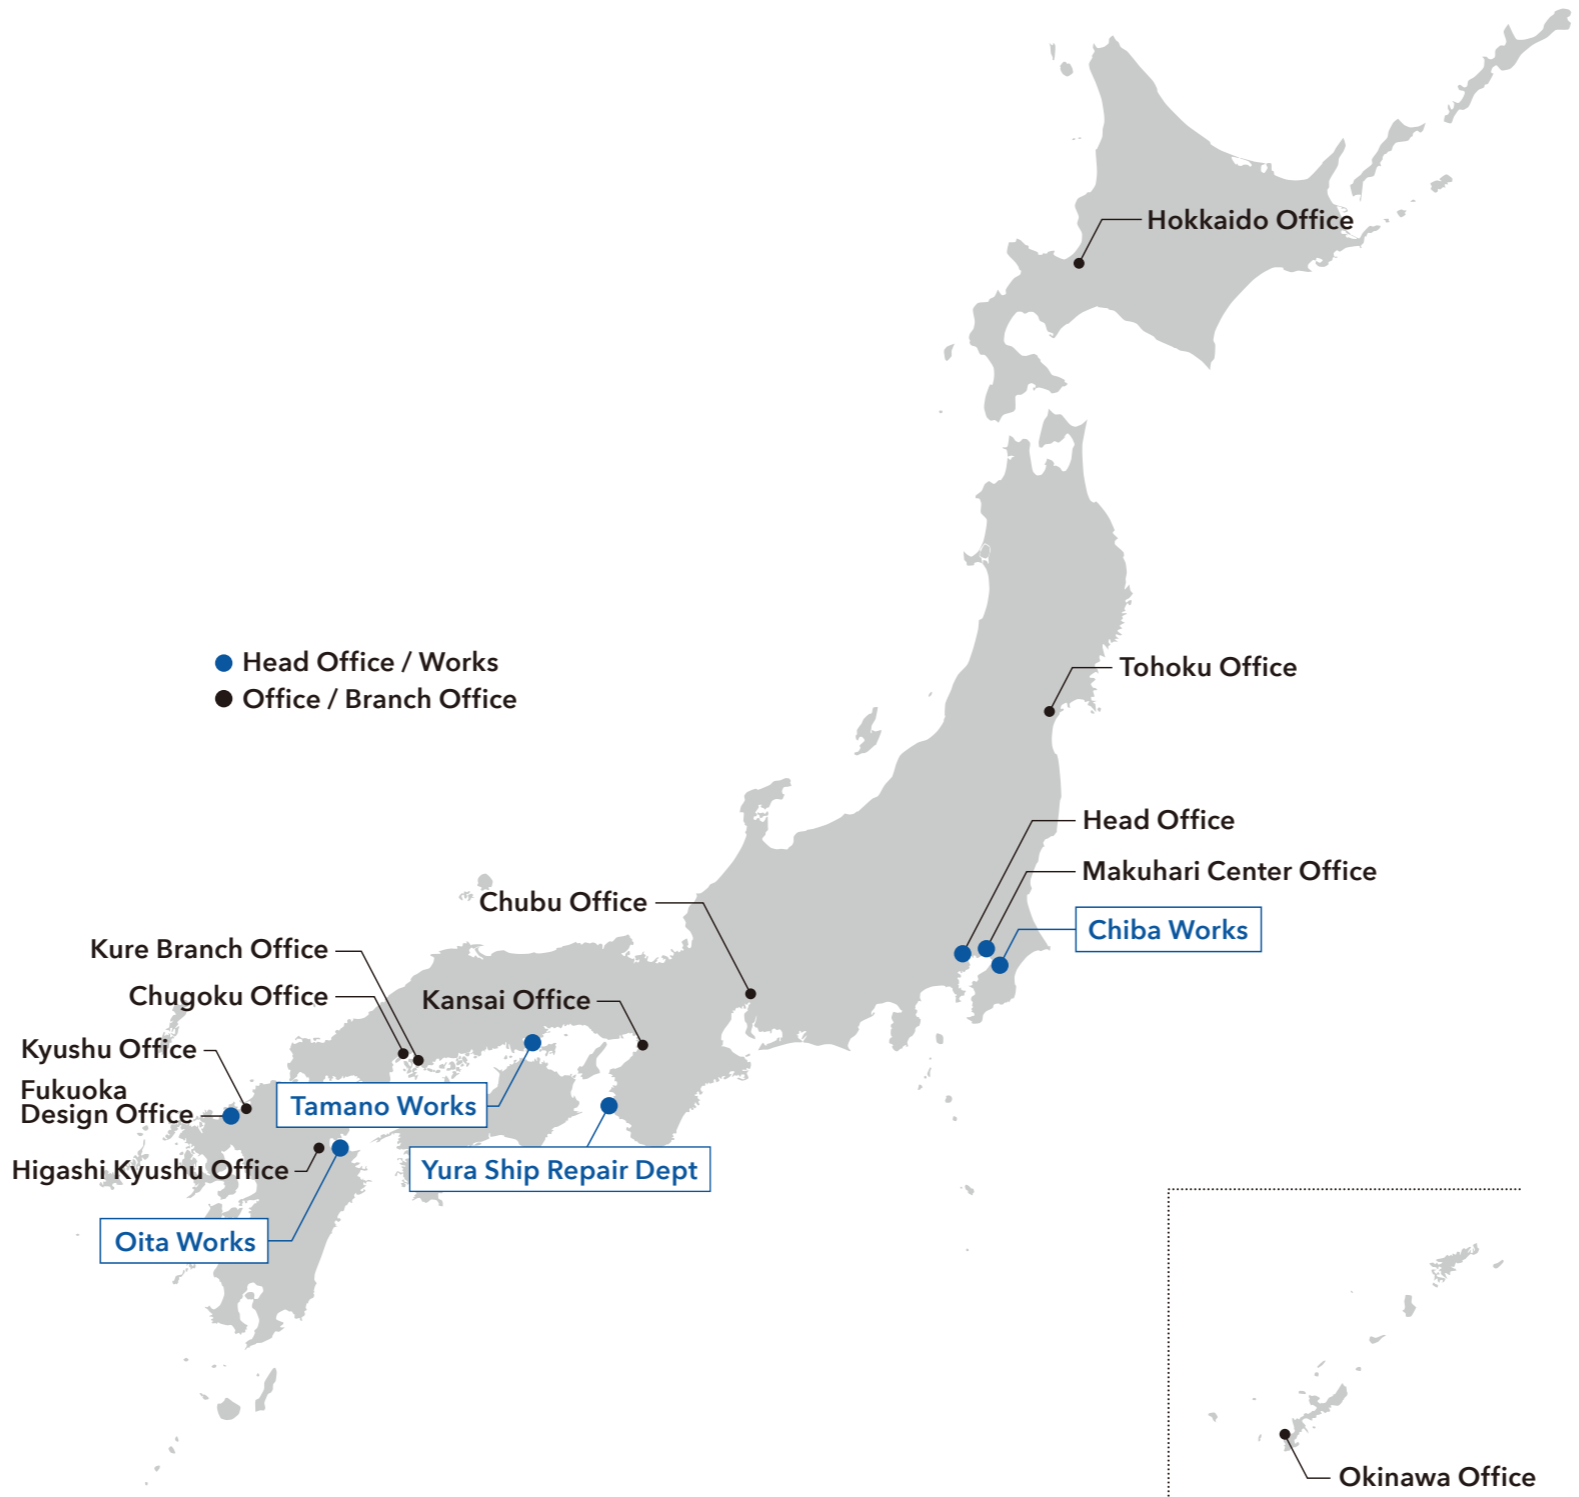 Hokkaido Office
Head Office / Works
Office / Branch Office
Tohoku Office
Head Office
Makuhari Center Office
Chiba Works
Chubu Office
Kure Branch Office
Chugoku Office
Kansai Office
Kyushu Office
Fukuoka
Design Office
Tamano Works
Higashi Kyushu Office
Yura Ship Repair Dept
Oita Works
Okinawa Office